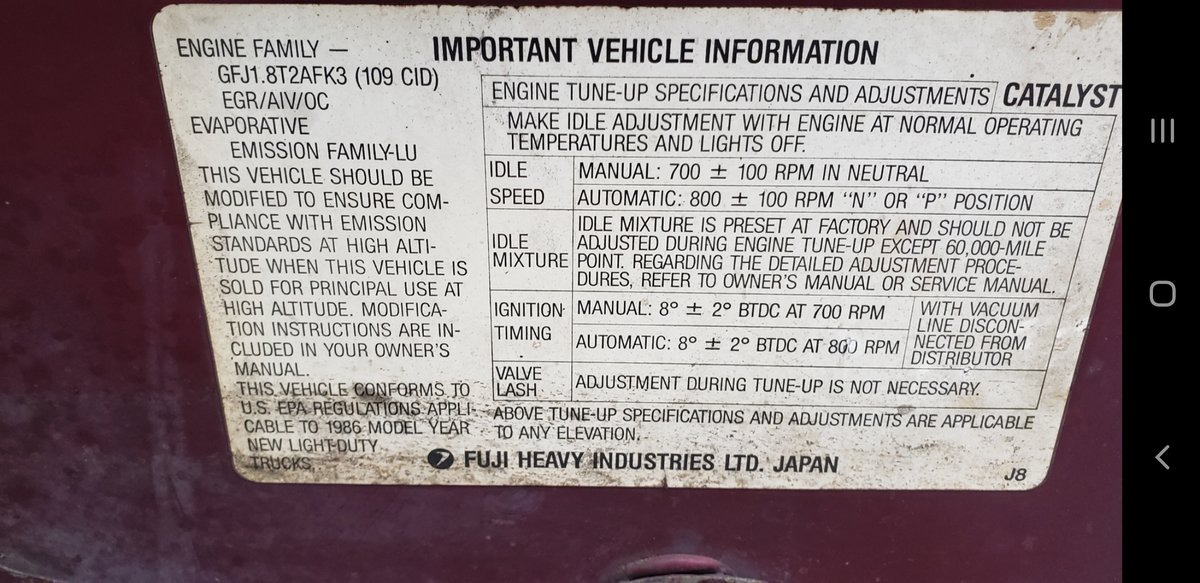 IMPORTANT VEHICLE INFORMATION
ENGINE FAMILY —
GFJ1.8T2AFK3 (109 CID)
EGR/AIV/OC
EVAPORATIVE
EMISSION FAMILY-LU
THIS VEHICLE SHOULD BE
MODIFIED TO ENSURE COM-
PLIANCE WITH EMISSION
STANDARDS AT HIGH ALTI-
TUDE WHEN THIS VEHICLE IS
SOLD FOR PRINCIPAL USE AT
HIGH ALTITUDE. MODIFICA-
TION INSTRUCTIONS ARE IN-
CLUDED IN YOUR OWNER'S
MANUAL.
THIS VEHICLE CONFORMS TO
U.S. EPA REGULATIONS APPLI-
CABLE TO 1986 MODEL YEAR
NEW LIGHT-DUTY
TRUCKS
ENGINE TUNE-UP SPECIFICATIONS AND ADJUSTMENTS CATALYST
MAKE IDLE ADJUSTMENT WITH ENGINE AT NORMAL OPERATING
TEMPERATURES AND LIGHTS OFF.
IDLE
SPEED
MANUAL: 700 ± 100 RPM IN NEUTRAL
AUTOMATIC: 800 ± 100 RPM "N" OR "P" POSITION
IDLE
MIXTURE
IDLE MIXTURE IS PRESET AT FACTORY AND SHOULD NOT BE
ADJUSTED DURING ENGINE TUNE-UP EXCEPT 60,000-MILE
POINT. REGARDING THE DETAILED ADJUSTMENT PROCE-
DURES, REFER TO OWNER'S MANUAL OR SERVICE MANUAL.
IGNITION
TIMING
MANUAL: 8° ± 2° BTDC AT 700 RPM
AUTOMATIC: 8° ± 2° BTDC AT 800 RPM
WITH VACUUM
LINE DISCON-
NECTED FROM
DISTRIBUTOR
VALVE
LASH
ADJUSTMENT DURING TUNE-UP IS NOT NECESSARY.
ABOVE TUNE-UP SPECIFICATIONS AND ADJUSTMENTS ARE APPLICABLE
TO ANY ELEVATION.
FUJI HEAVY INDUSTRIES LTD. JAPAN
J8